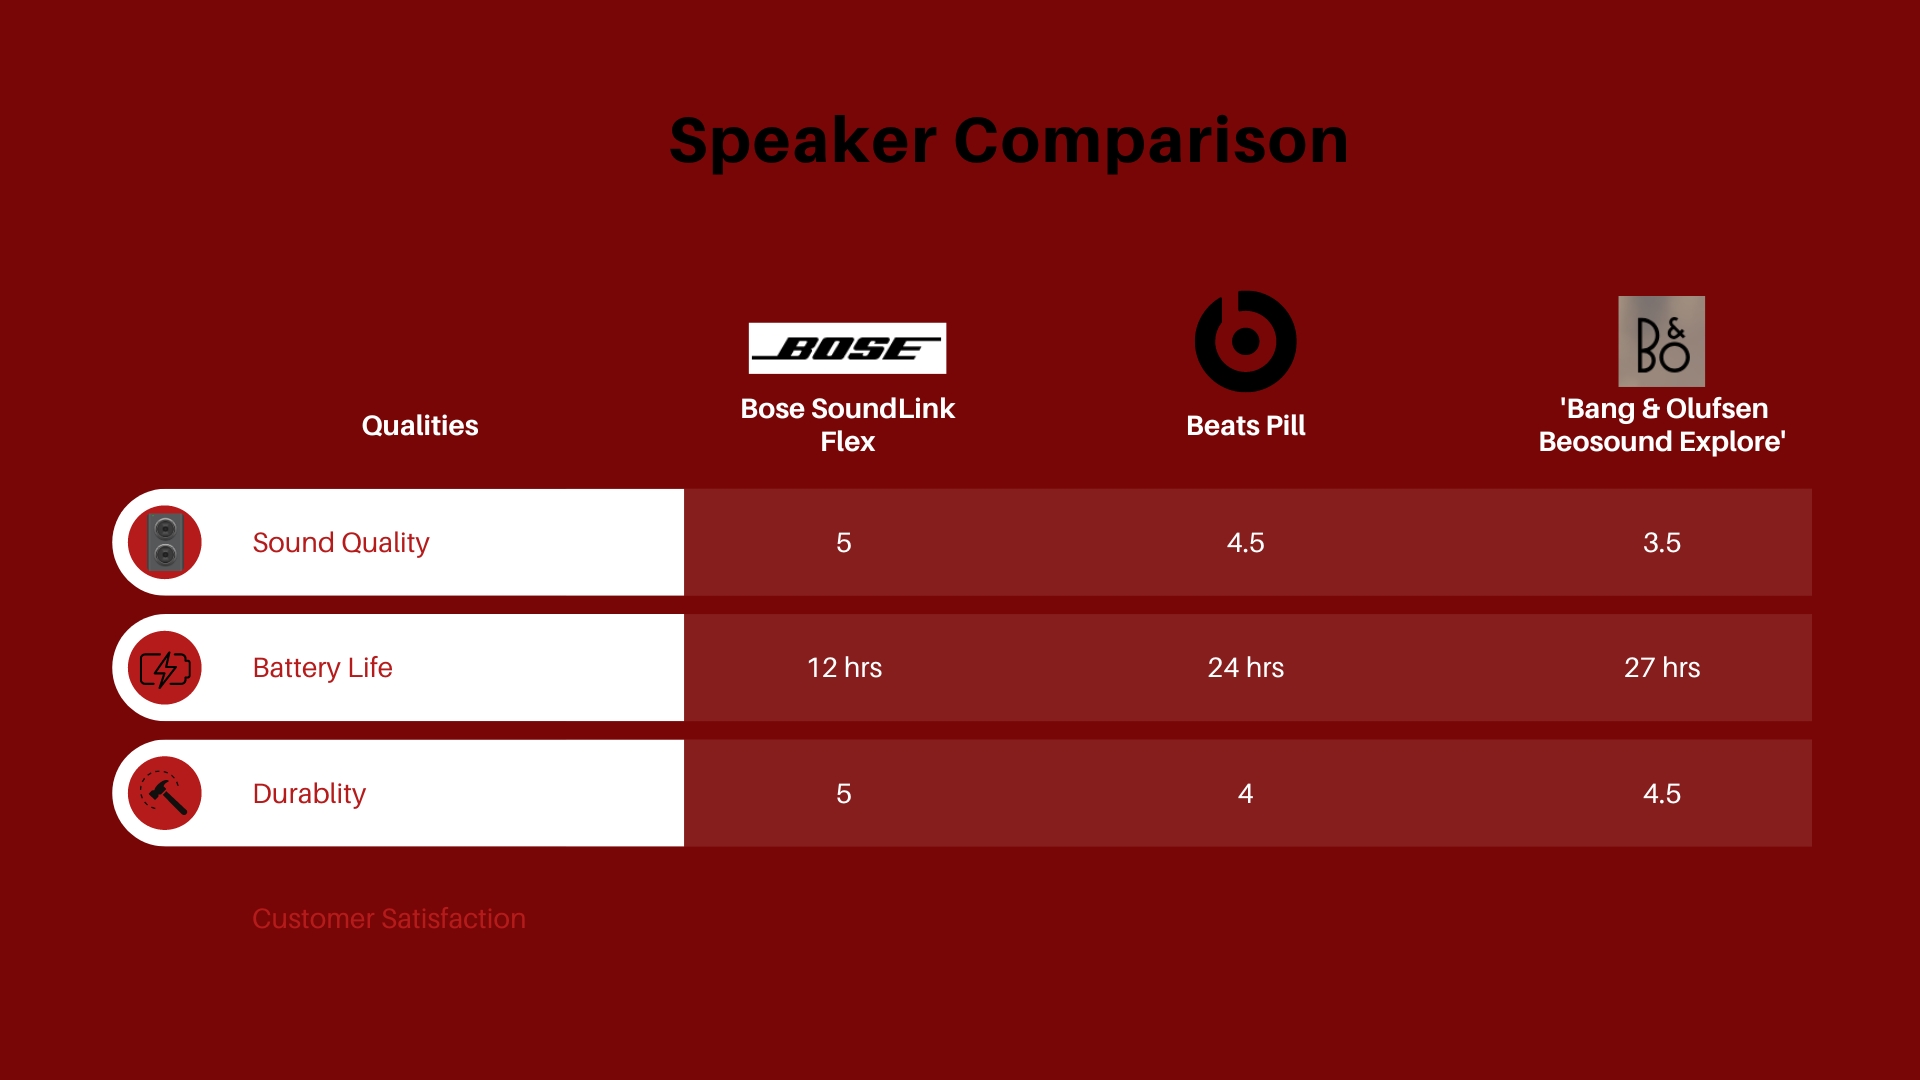 Speaker Comparison
BOSE
B&O
Qualities
Bose SoundLink
Flex
Beats Pill
'Bang & Olufsen
Beosound Explore'
Sound Quality 5 4.5 3.5
Battery Life 12 hrs 24 hrs 27 hrs
Durablity 5 4 4.5
Customer Satisfaction